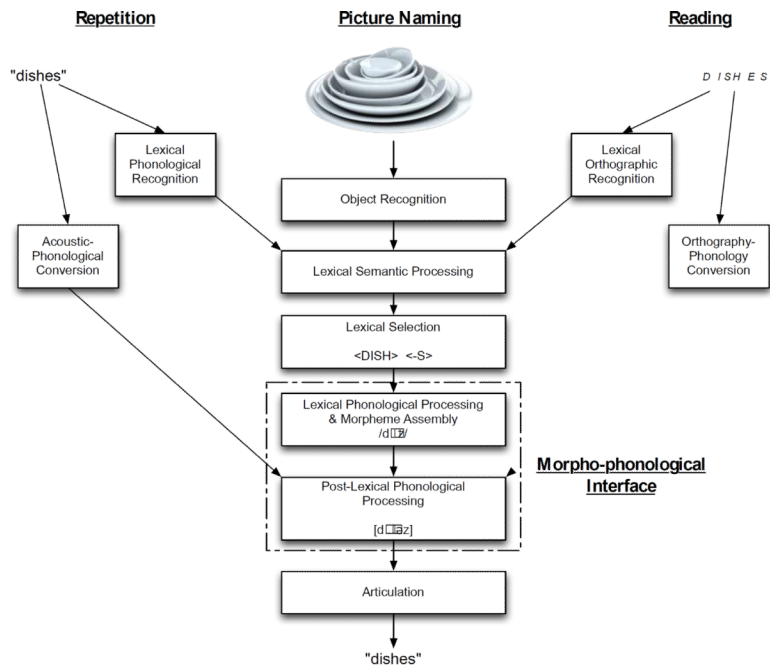 Repetition
Picture Naming
Reading
"dishes"
D I SH E S
Lexical
Phonological
Recognition
Lexical
Orthographic
Recognition
Object Recognition
Acoustic-
Phonological
Conversion
Orthography-
Phonology
Conversion
Lexical Semantic Processing
Lexical Selection
<DISH> <-S>
Lexical Phonological Processing
& Morpheme Assembly
Morpho-phonological
Interface
Post-Lexical Phonological
Processing
Articulation
"dishes"